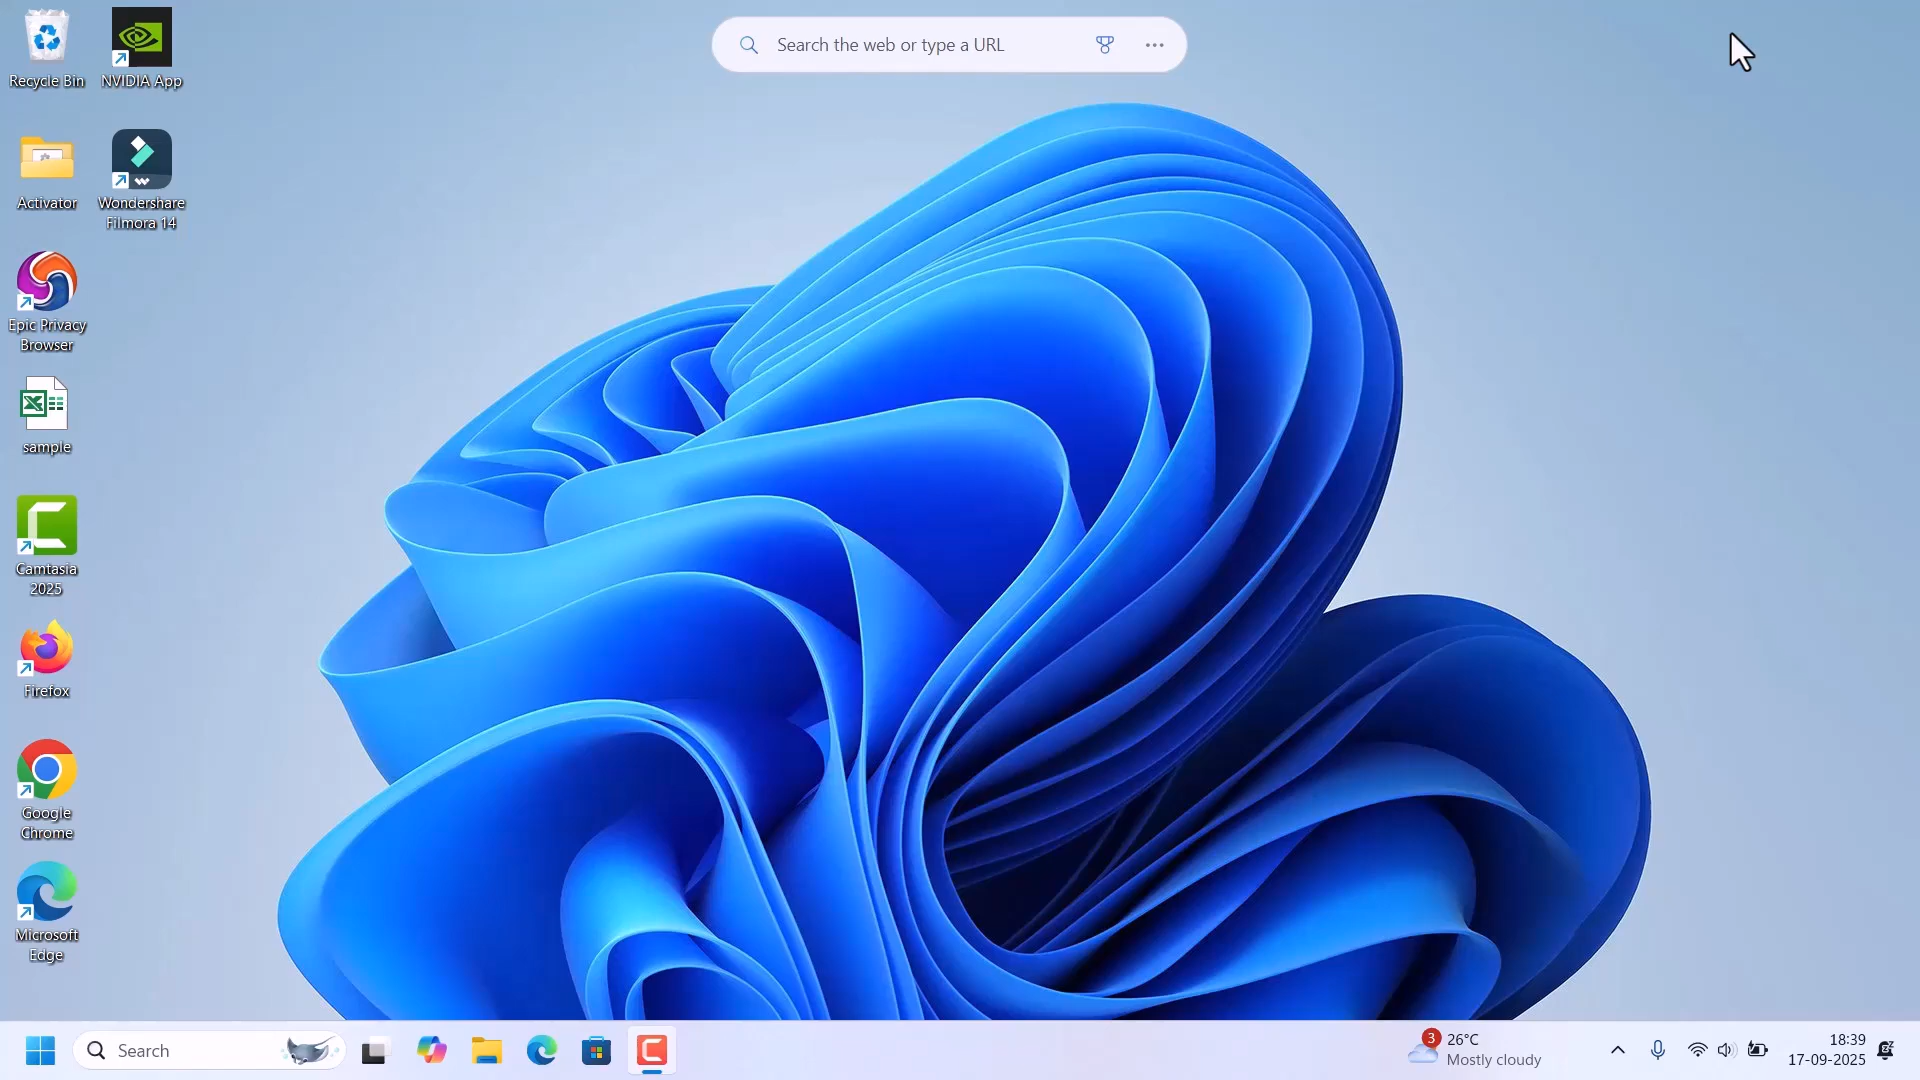 Search the web or type a URL
Recycle Bin
NVIDIA App
Activator
Wondershare
Filmora 14
Epic Privacy
Browser
sample
Camtasia
2025
Firefox
Google
Chrome
Microsoft
Edge
Search
3
26°C
Mostly cloudy
18:39
17-09-2025